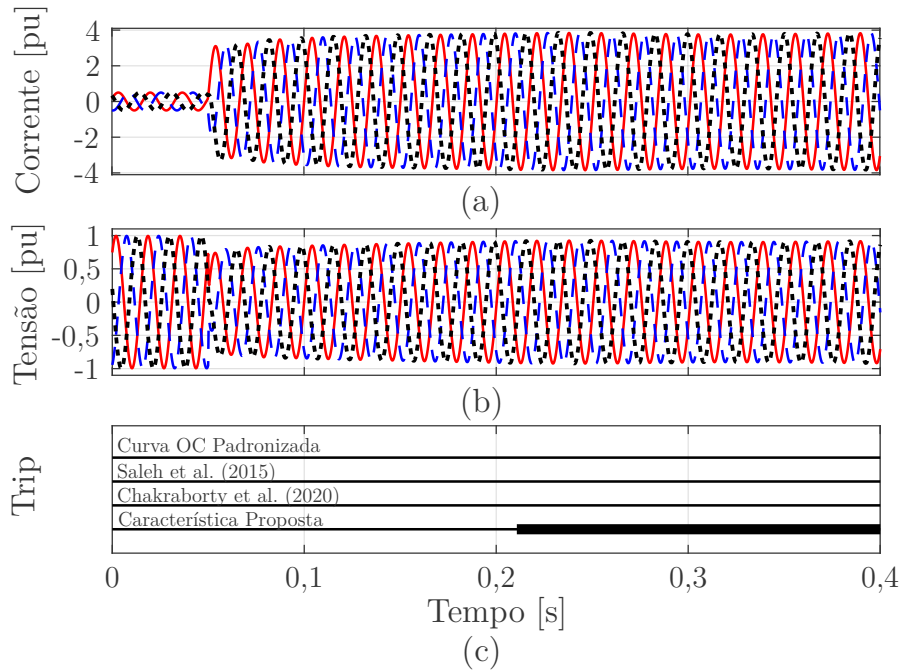 Corrente [pu]
4
2
0
-2
-4
(a)
Tensão [pu]
1
0,5
0
-0,5
-1
(b)
Trip
Curva OC Padronizada
Saleh et al. (2015)
Chakraborty et al. (2020)
Característica Proposta
0 0,1 0,2 0,3 0,4
Tempo [s]
(c)